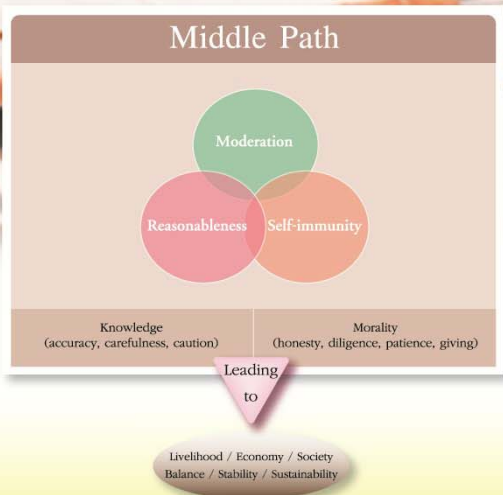 Middle Path
Moderation
Reasonableness
Self-immunity
Knowledge
(accuracy, carefulness, caution)
Morality
(honesty, diligence, patience, giving)
Leading
to
Livelihood / Economy / Society
Balance / Stability / Sustainability